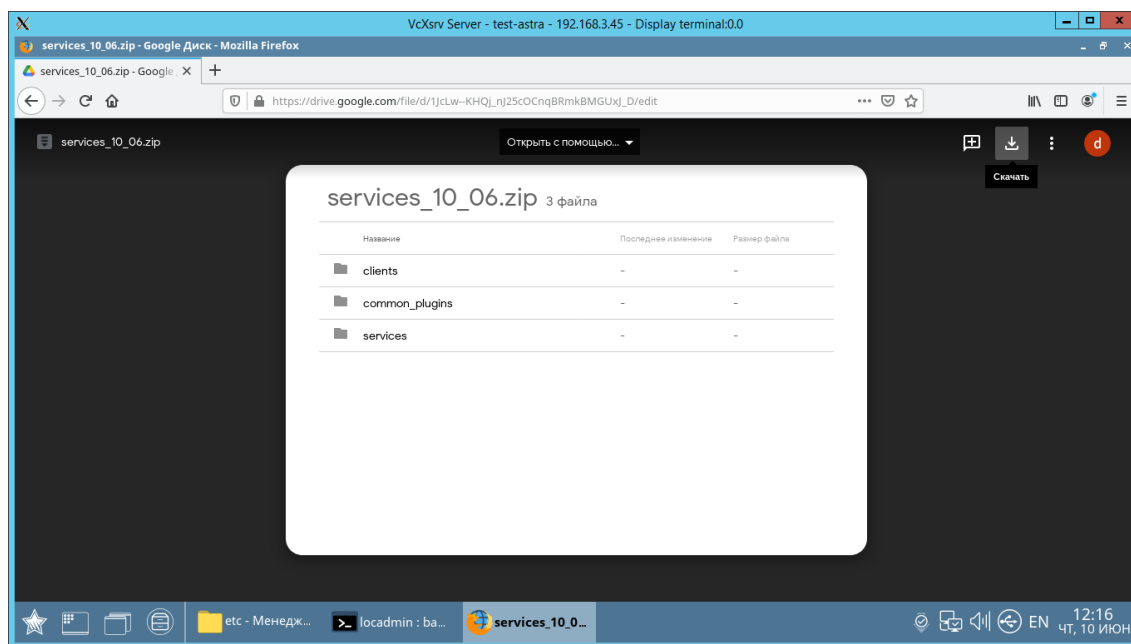 VcXsrv Server - test-astra - 192.168.3.45 - Display terminal:0.0
services_10_06.zip - Google Диск - Mozilla Firefox
services_10_06.zip - Google
https://drive.google.com/file/d/1JcLw--KHQj_nJ25cOCnqBRmkBMGUxJ_D/edit
services_10_06.zip
Открыть с помощью...
d
Скачать
services_10_06.zip 3 файла
Название Последнее изменение Размер файла
clients - -
common_plugins - -
services - -
etc - Менедж...
locadmin : ba...
services_10_0...
EN
12:16
ЧТ, 10 ИЮН